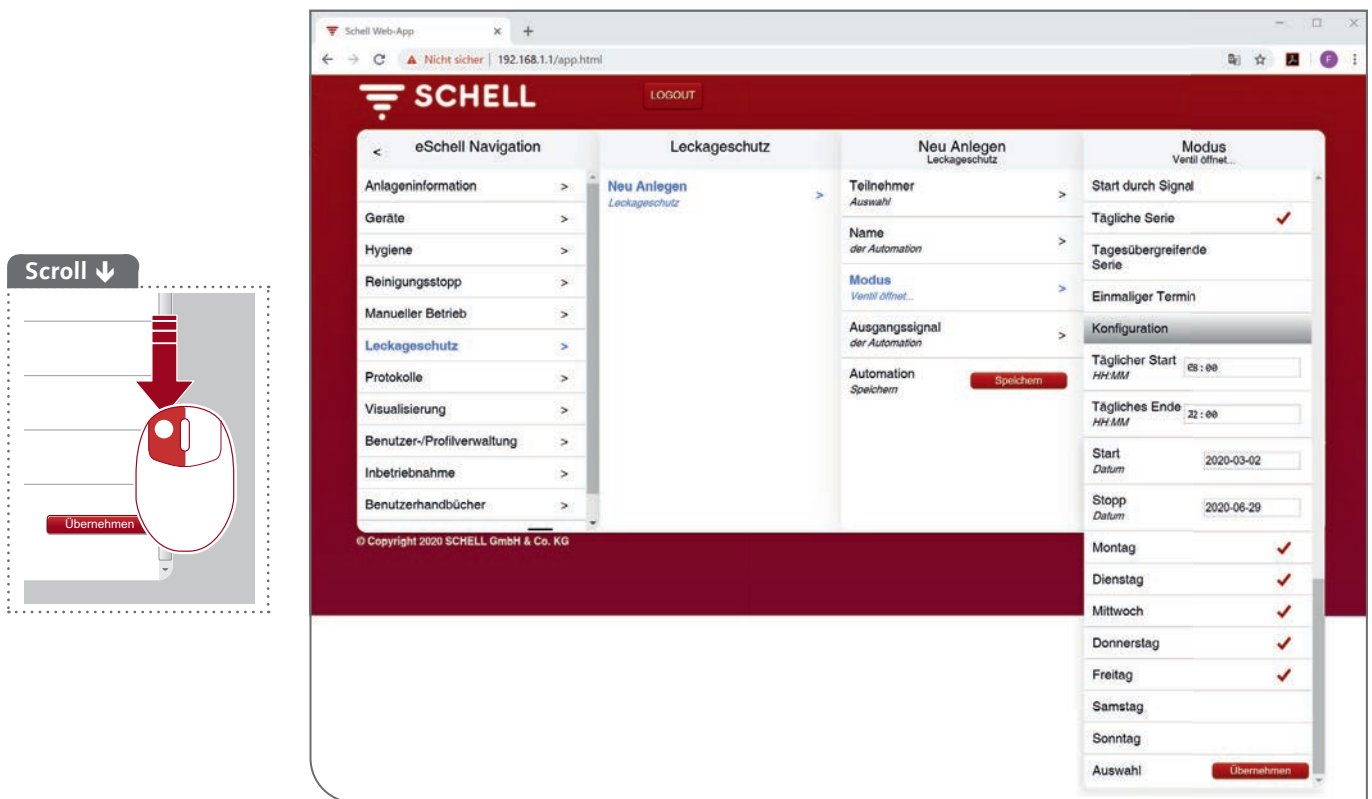 Scroll
Übernehmen
Schell Web-App
Nicht sicher | 192.168.1.1/app.html
F
SCHELL
LOGOUT
< eSchell Navigation
Anlageninformation >
Geräte >
Hygiene >
Reinigungsstopp >
Manueller Betrieb >
Leckageschutz >
Protokolle >
Visualisierung >
Benutzer-/Profilverwaltung >
Inbetriebnahme >
Benutzerhandbücher >
Leckageschutz
Neu Anlegen >
Leckageschutz
Neu Anlegen
Leckageschutz
Teilnehmer >
Auswahl
Name >
der Automation
Modus >
Ventil öffnet...
Ausgangssignal >
der Automation
Automation Speichern
Speichern
Modus
Ventil öffnet...
Start durch Signal
Tägliche Serie
Tagesübergreifende
Serie
Einmaliger Termin
Konfiguration
Täglicher Start
HH:MM
Tägliches Ende
HH:MM
Start 2020-03-02
Datum
Stopp 2020-06-29
Datum
Montag
Dienstag
Mittwoch
Donnerstag
Freitag
Samstag
Sonntag
Auswahl Übernehmen
© Copyright 2020 SCHELL GmbH & Co. KG